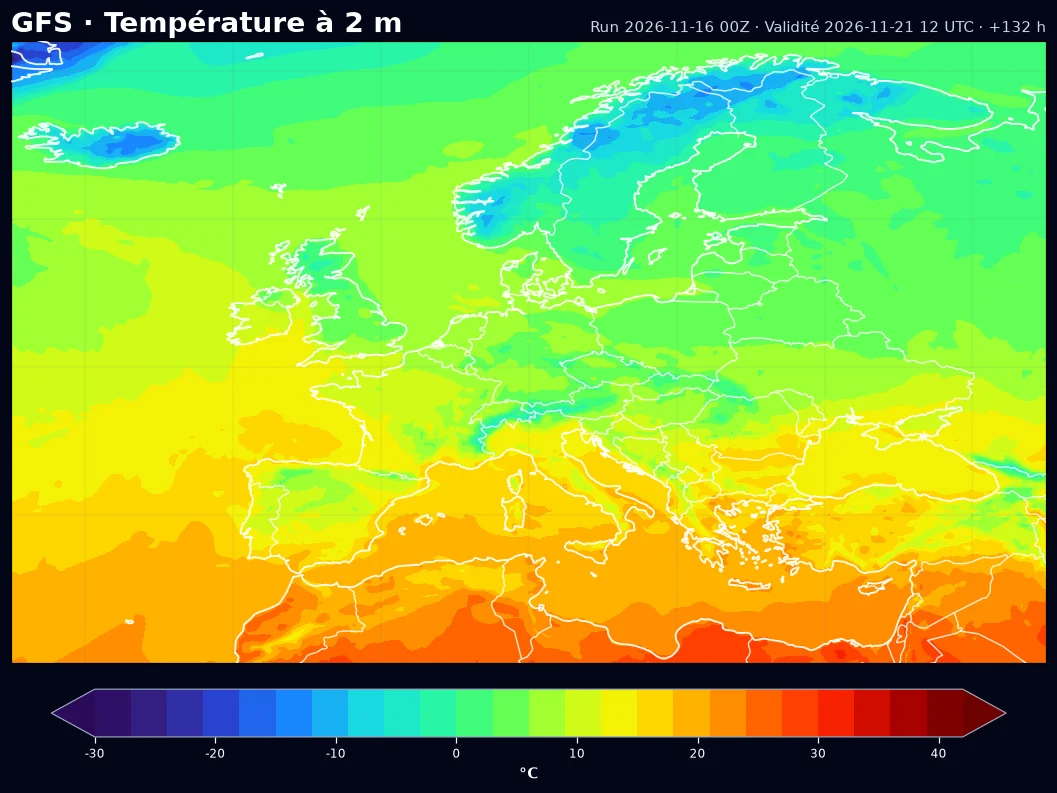 GFS · Température à 2 m
Run 2026-11-16 00Z · Validité 2026-11-21 12 UTC · +132 h
-30 -20 -10 0 10 20 30 40
°C